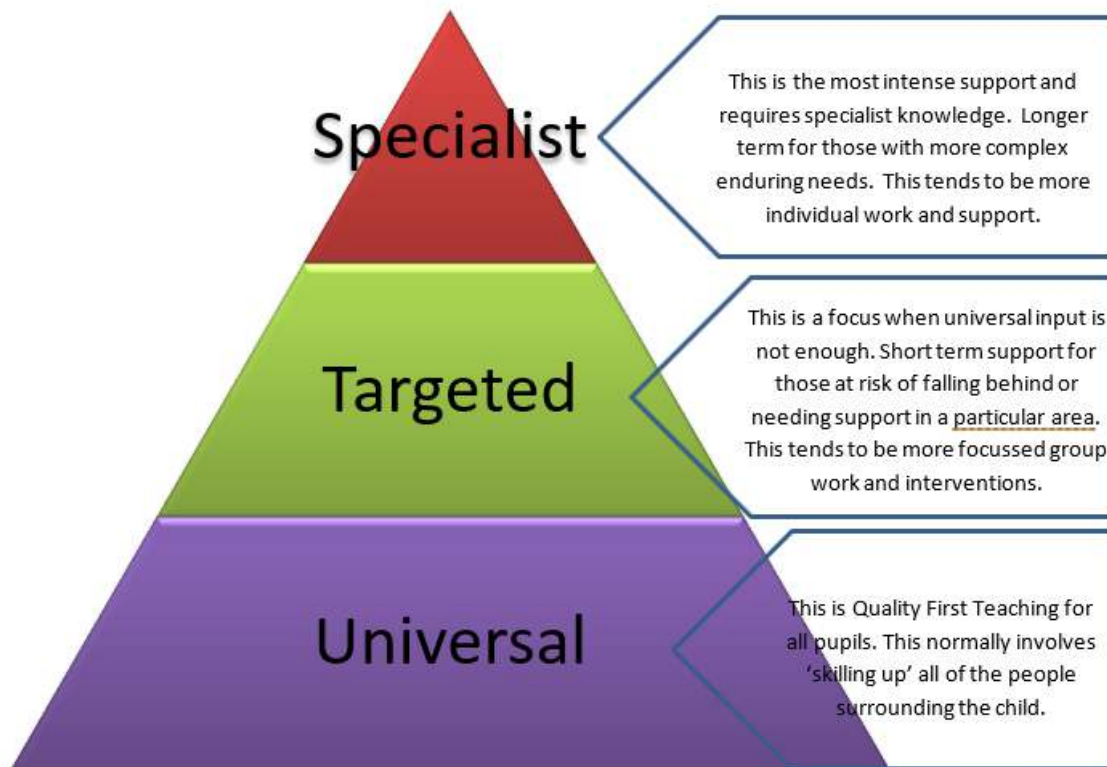 Specialist
This is the most intense support and
requires specialist knowledge. Longer
term for those with more complex
enduring needs. This tends to be more
individual work and support.
Targeted
This is a focus when universal input is
not enough. Short term support for
those at risk of falling behind or
needing support in a particular area.
This tends to be more focussed group
work and interventions.
Universal
This is Quality First Teaching for
all pupils. This normally involves
‘skilling up’ all of the people
surrounding the child.